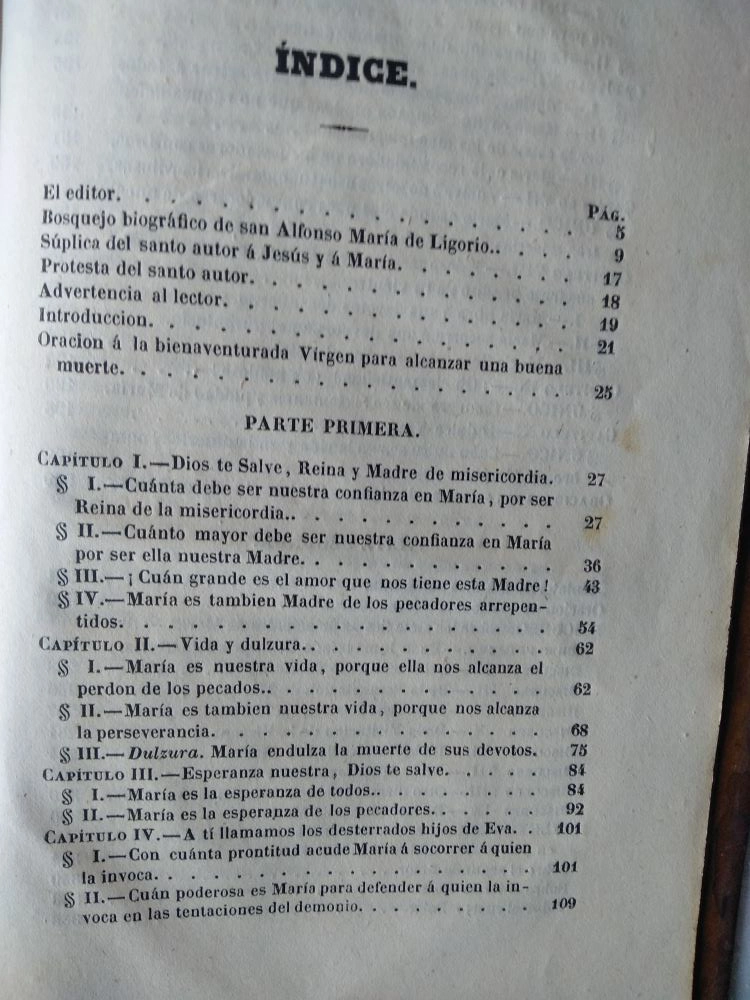 ÍNDICE.
PÁG.
El editor. . . . . . . . . . . . . . . . . . 5
Bosquejo biográfico de san Alfonso María de Ligorio.. . . . 9
Súplica del santo autor á Jesús y á María. . . . . . . . 17
Protesta del santo autor. . . . . . . . . . . . . 18
Advertencia al lector. . . . . . . . . . . . . . 19
Introduccion. . . . . . . . . . . . . . . . . 21
Oracion á la bienaventurada Vírgen para alcanzar una buena
muerte. . . . . . . . . . . . . . . . . . 25
PARTE PRIMERA.
CAPÍTULO I.—Dios te Salve, Reina y Madre de misericordia. 27
§ I.—Cuánta debe ser nuestra confianza en María, por ser
Reina de la misericordia.. . . . . . . . . . . 27
§ II.—Cuánto mayor debe ser nuestra confianza en María
por ser ella nuestra Madre. . . . . . . . . . . 36
§ III.—¡Cuán grande es el amor que nos tiene esta Madre! 43
§ IV.—María es tambien Madre de los pecadores arrepen-
tidos. . . . . . . . . . . . . . . . . . 54
CAPÍTULO II.—Vida y dulzura.. . . . . . . . . . 62
§ I.—María es nuestra vida, porque ella nos alcanza el
perdon de los pecados.. . . . . . . . . . . . 62
§ II.—María es tambien nuestra vida, porque nos alcanza
la perseverancia. . . . . . . . . . . . . . 68
§ III.—Dulzura. María endulza la muerte de sus devotos. 75
CAPÍTULO III.—Esperanza nuestra, Dios te salve. . . . . 84
§ I.—María es la esperanza de todos.. . . . . . . . 84
§ II.—María es la esperanza de los pecadores. . . . . . 92
CAPÍTULO IV.—A tí llamamos los desterrados hijos de Eva. . 101
§ I.—Con cuánta prontitud acude María á socorrer á quien
la invoca. . . . . . . . . . . . . . . . . 101
§ II.—Cuán poderosa es María para defender á quien la in-
voca en las tentaciones del demonio. . . . . . . . 109